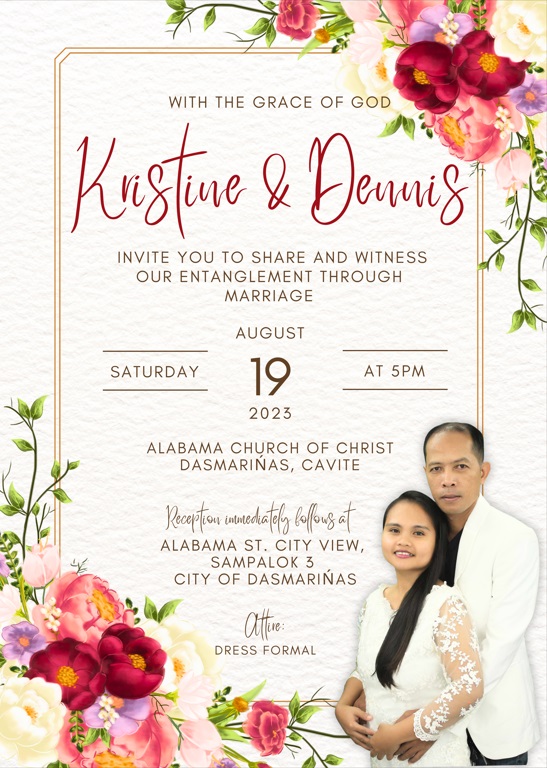 WITH THE GRACE OF GOD
Kristine & Dennis
INVITE YOU TO SHARE AND WITNESS
OUR ENTANGLEMENT THROUGH
MARRIAGE
AUGUST
SATURDAY 19 AT 5PM
2023
ALABAMA CHURCH OF CHRIST
DASMARIŃAS, CAVITE
Reception immediately follows at
ALABAMA ST. CITY VIEW,
SAMPALOK 3
CITY OF DASMARIŃAS
Attire:
DRESS FORMAL